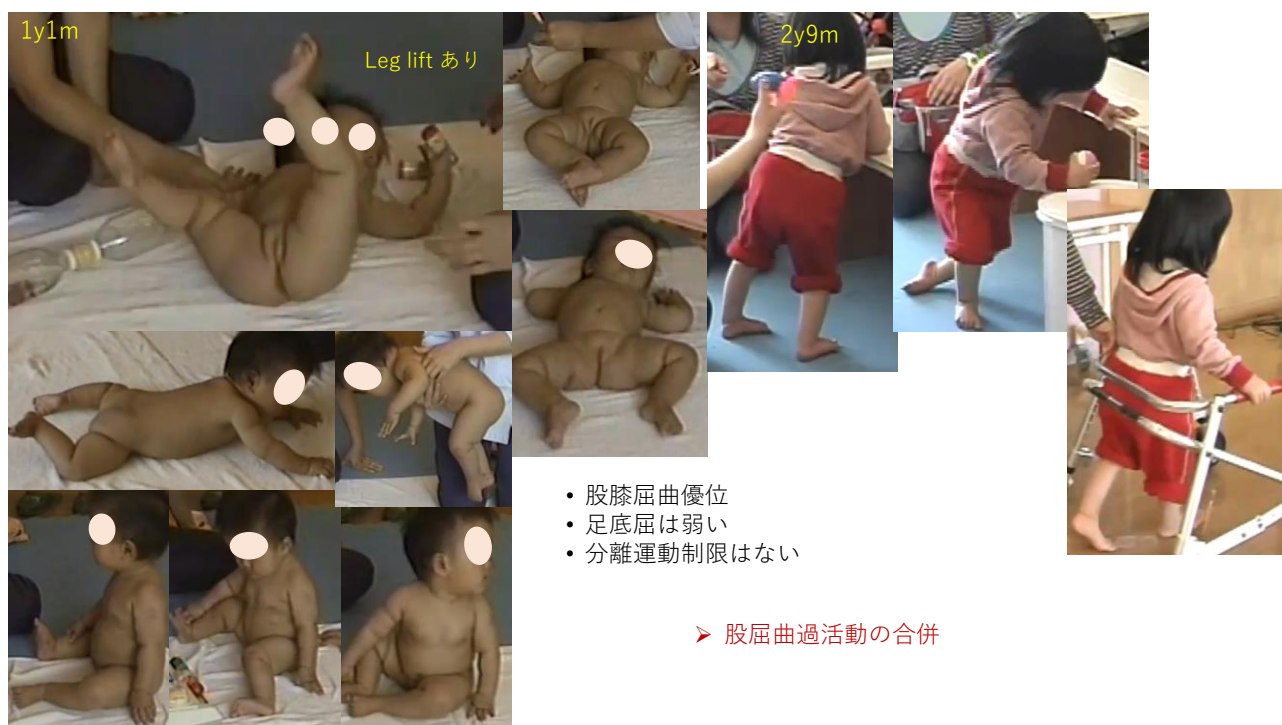 1y1m
Leg lift あり
2y9m
• 股膝屈曲優位
• 足底屈は弱い
• 分離運動制限はない
➢ 股屈曲過活動の合併